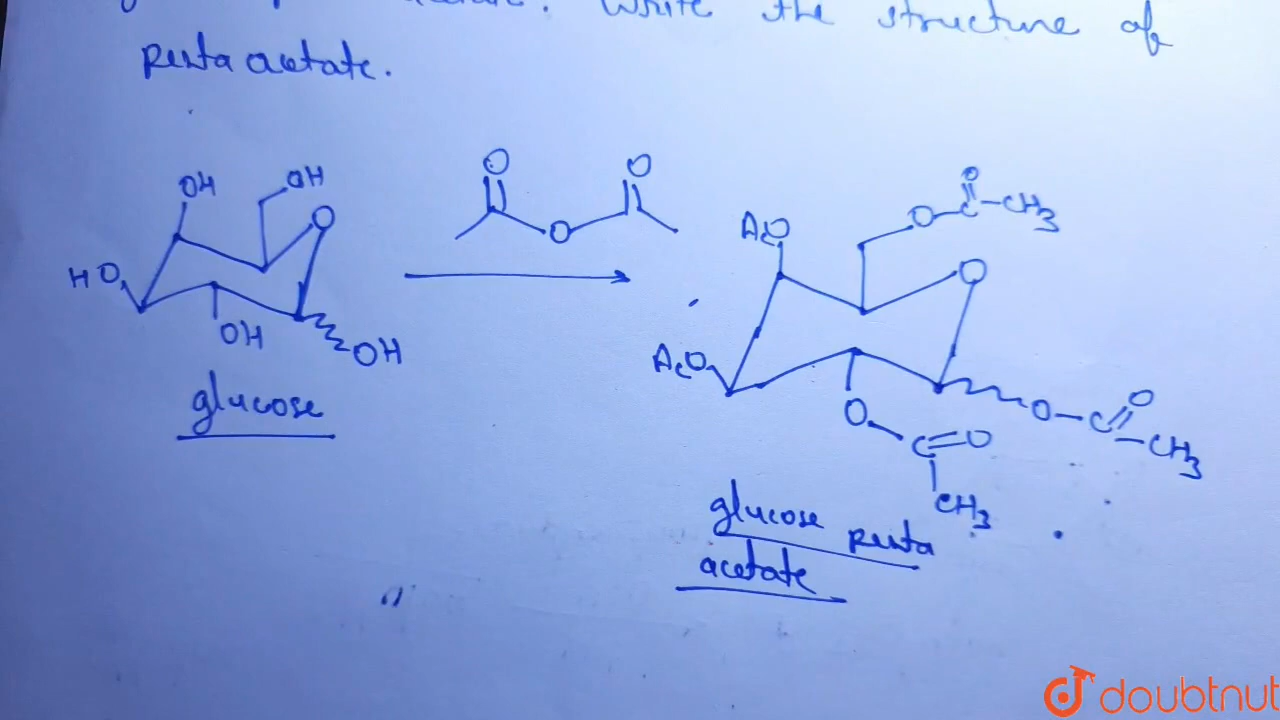 Write the structure of
penta acetate.
OH
OH
O
HO
OH
OH
glucose
O
O
O
AcO
O
O
C
CH3
O
AcO
O
C
O
CH3
O
C
O
CH3
glucose penta
acetate
doubtnut